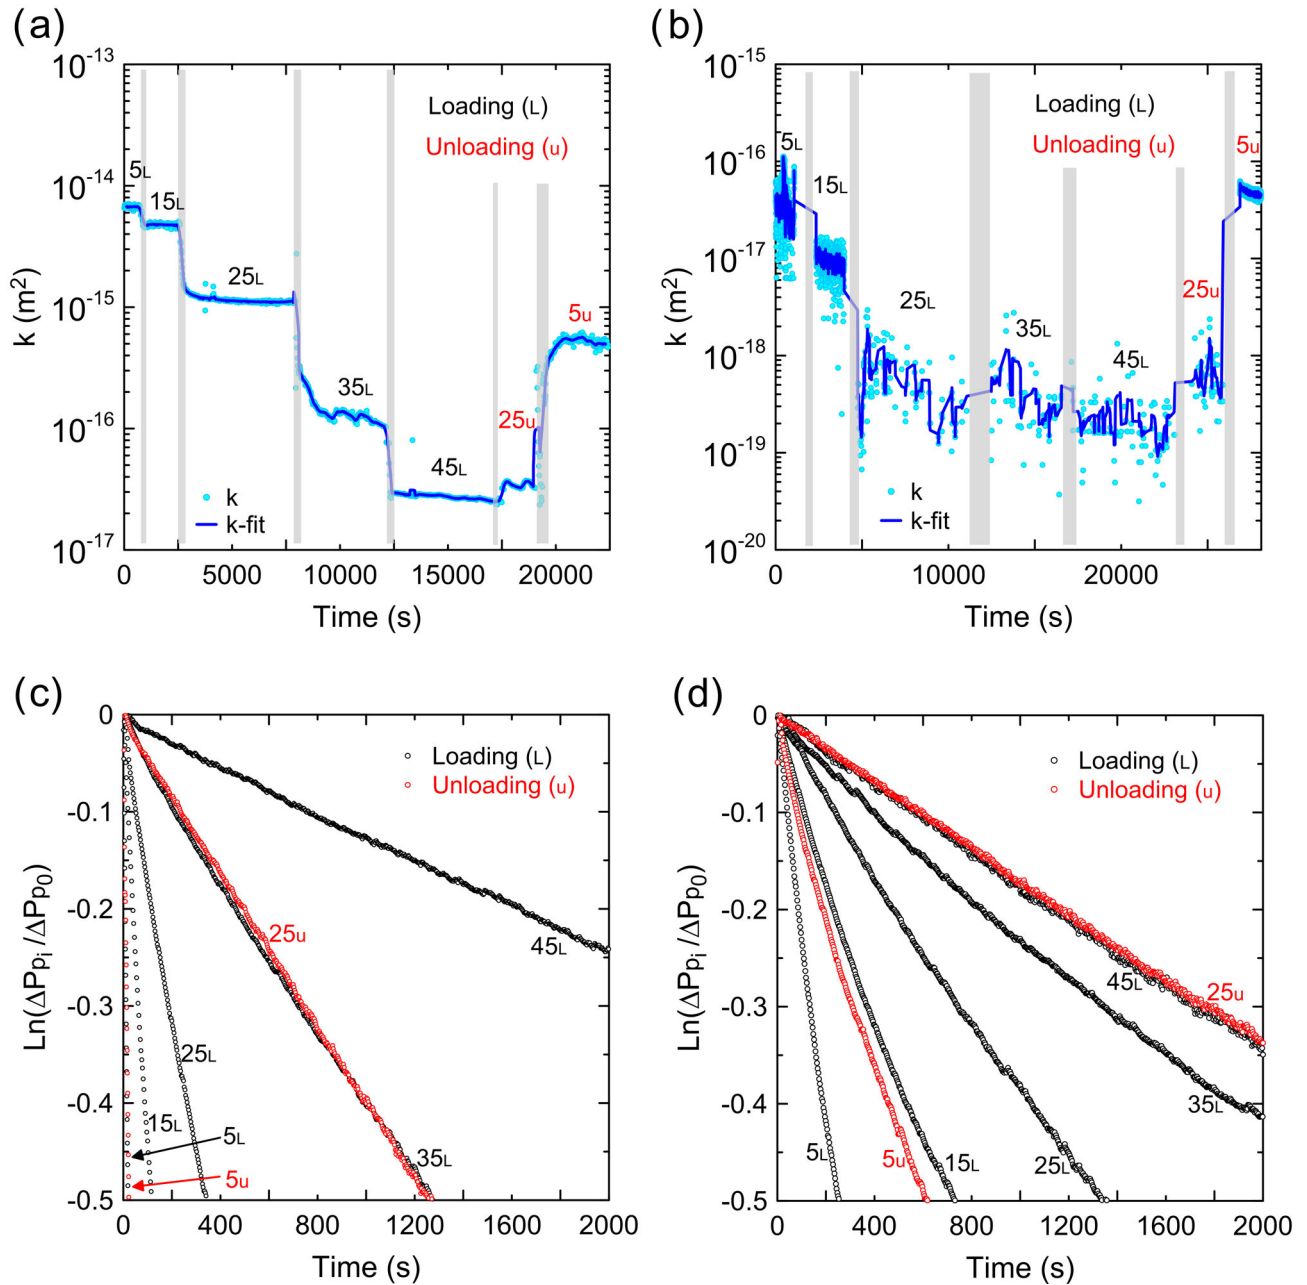 (a)
10-13
10-14
10-15
10-16
10-17
k (m2)
5L
15L
25L
35L
45L
25u
5u
Loading (L)
Unloading (u)
k
k-fit
0 5000 10000 15000 20000
Time (s)
(b)
10-15
10-16
10-17
10-18
10-19
10-20
k (m2)
5L
15L
25L
35L
45L
25u
5u
Loading (L)
Unloading (u)
k
k-fit
0 10000 20000
Time (s)
(c)
0
-0.1
-0.2
-0.3
-0.4
-0.5
Ln(ΔPpi /ΔPp0)
Loading (L)
Unloading (u)
45L
25u
25L
15L
5L
5u
35L
0 400 800 1200 1600 2000
Time (s)
(d)
0
-0.1
-0.2
-0.3
-0.4
-0.5
Ln(ΔPpi /ΔPp0)
Loading (L)
Unloading (u)
45L
25u
35L
5L
5u
15L
25L
0 400 800 1200 1600 2000
Time (s)